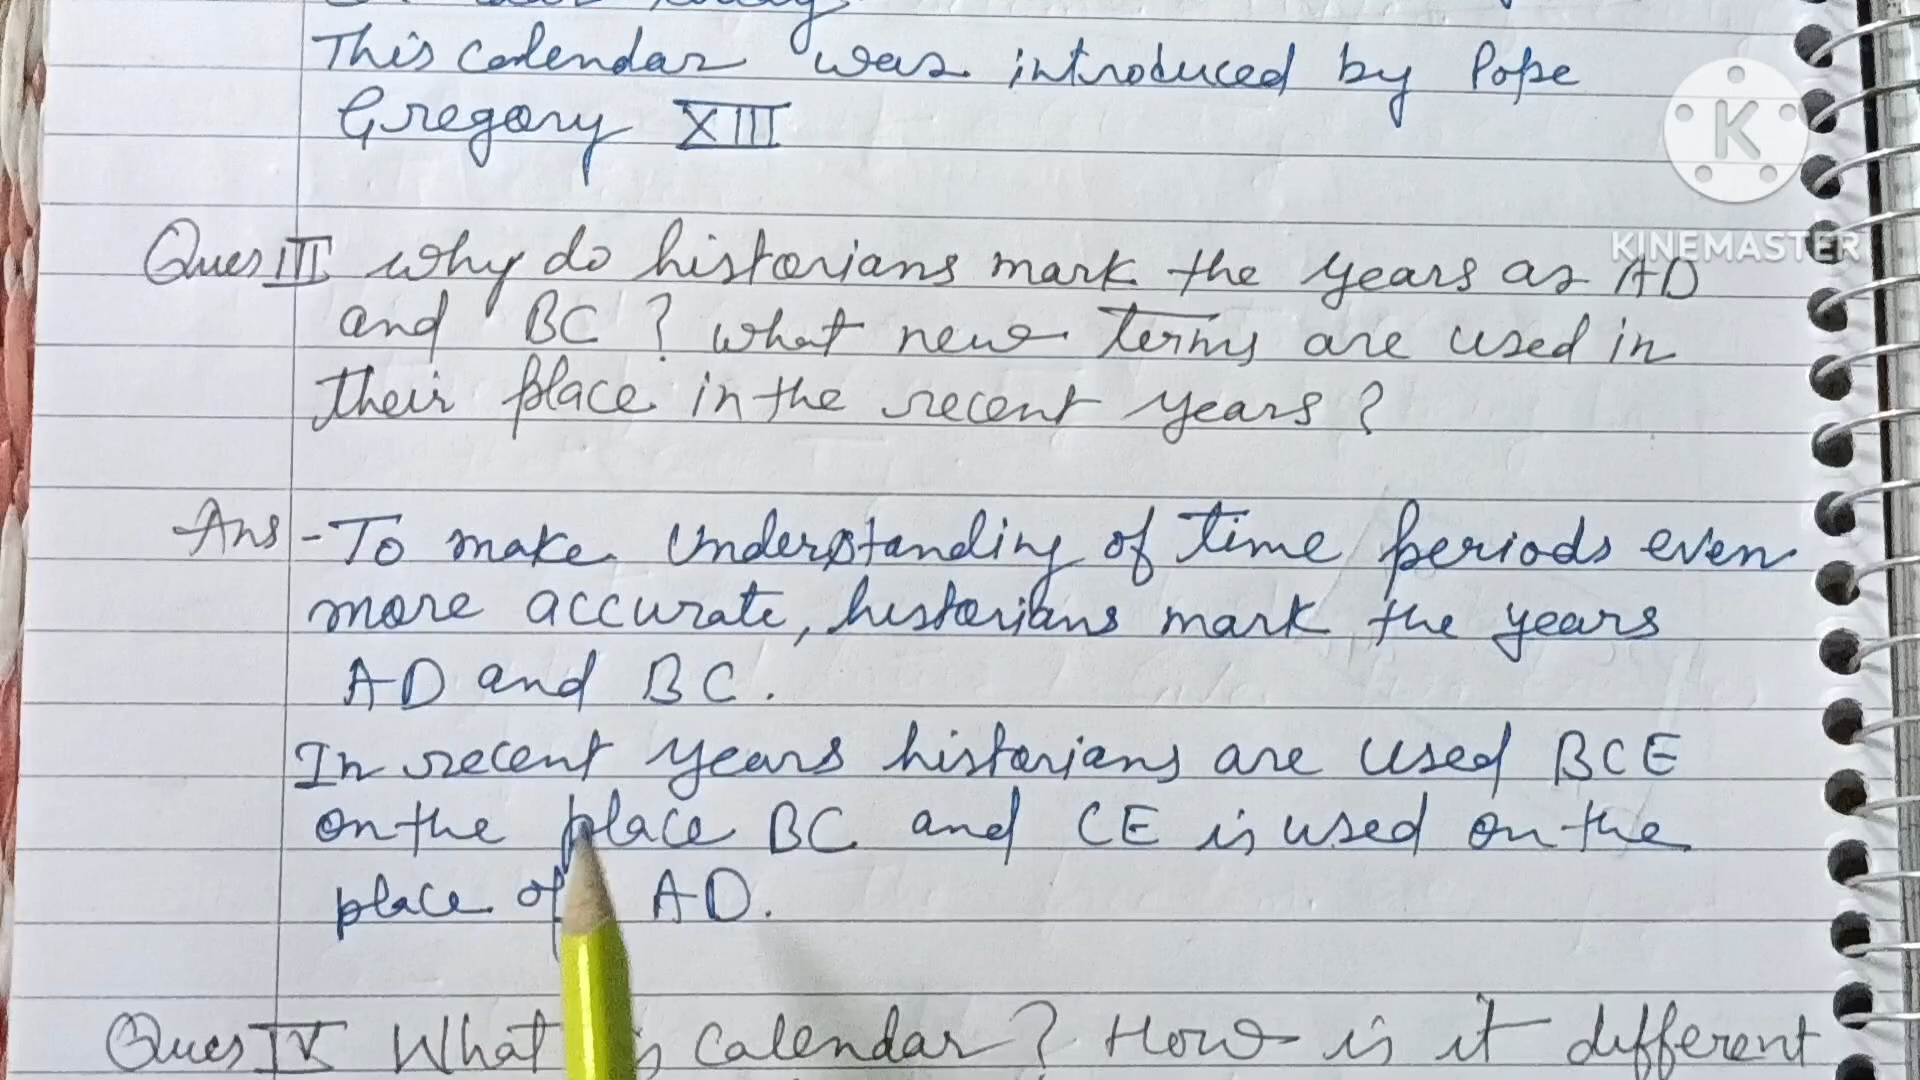 This calendar was introduced by Pope
Gregory XIII
K
KINEMASTER
Ques III why do historians mark the years as AD
and BC? What new terms are used in
their place in the recent years?
Ans - To make understanding of time periods even
more accurate, historians mark the years
AD and BC.
In recent years historians are used BCE
on the place BC and CE is used on the
place of AD.
Ques IV What is calendar? How is it different